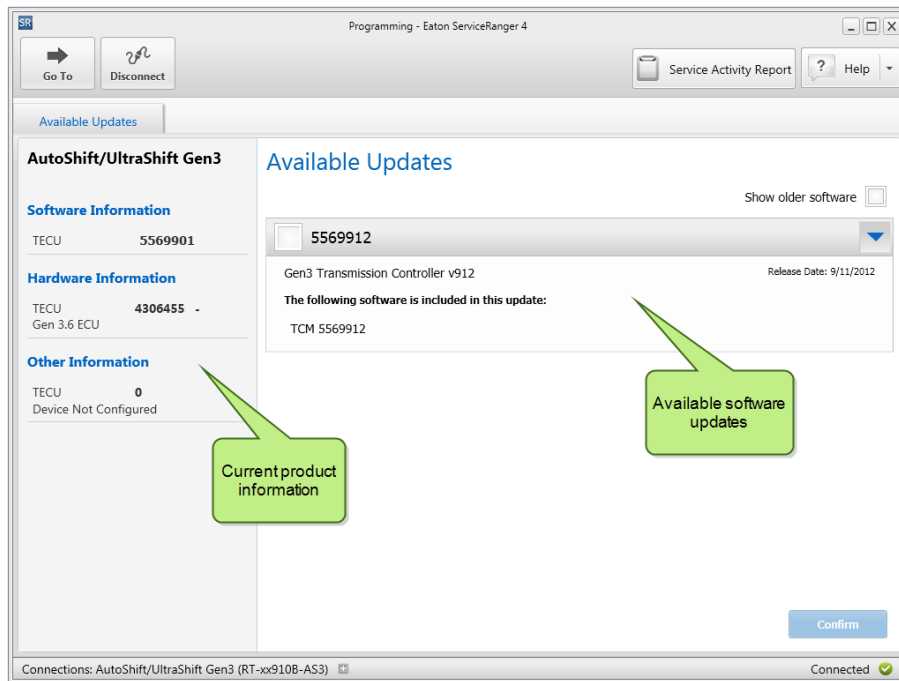 SR
Programming - Eaton ServiceRanger 4
Go To
Disconnect
Service Activity Report
? Help
Available Updates
AutoShift/UltraShift Gen3
Software Information
TECU 5569901
Hardware Information
TECU 4306455 -
Gen 3.6 ECU
Other Information
TECU 0
Device Not Configured
Current product
information
Available Updates
Show older software
5569912
Gen3 Transmission Controller v912
Release Date: 9/11/2012
The following software is included in this update:
TCM 5569912
Available software
updates
Confirm
Connections: AutoShift/UltraShift Gen3 (RT-xx910B-AS3)
Connected